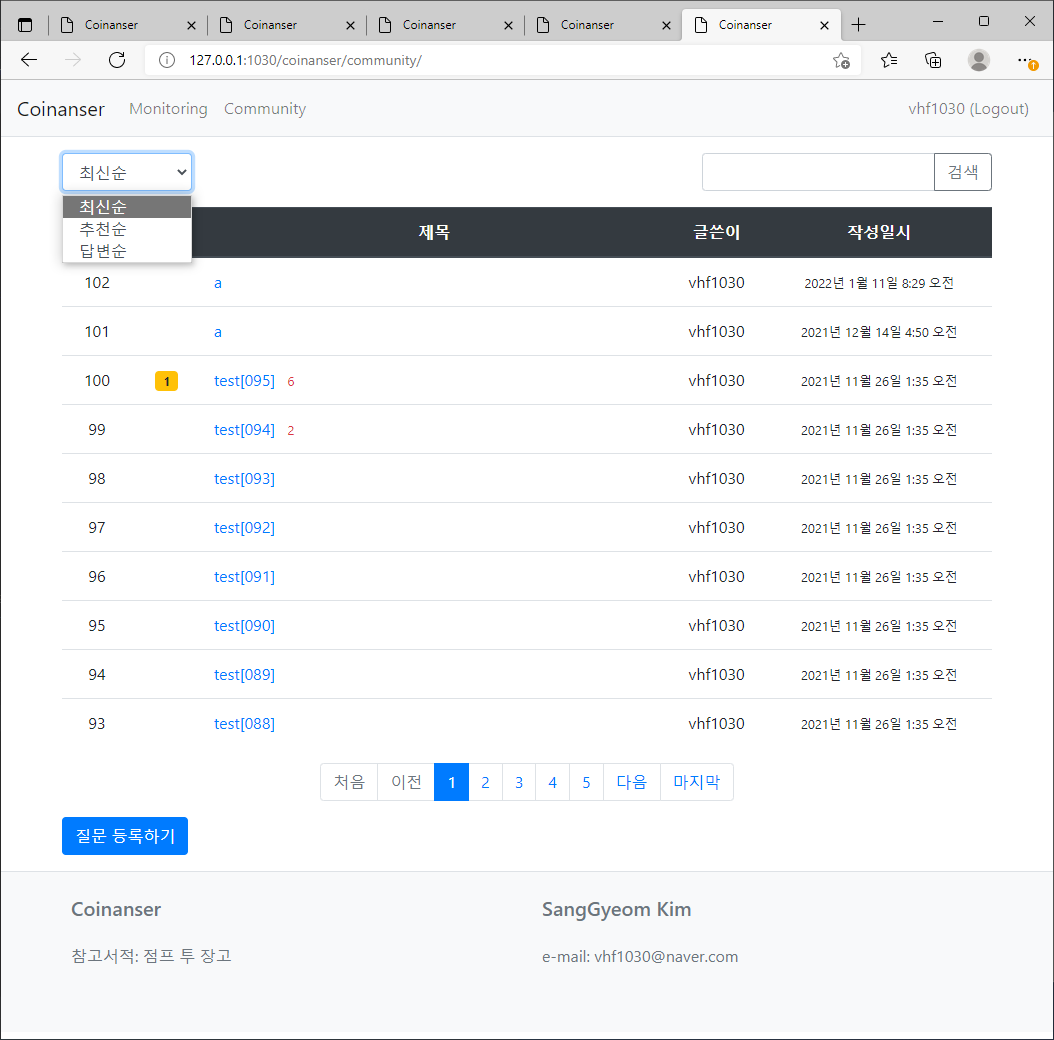 Coinanser Coinanser Coinanser Coinanser Coinanser
127.0.0.1:1030/coinanser/community/
Coinanser Monitoring Community vhf1030 (Logout)
최신순 검색
최신순
추천순
답변순
제목 글쓴이 작성일시
102 a vhf1030 2022년 1월 11일 8:29 오전
101 a vhf1030 2021년 12월 14일 4:50 오전
100 1 test[095] 6 vhf1030 2021년 11월 26일 1:35 오전
99 test[094] 2 vhf1030 2021년 11월 26일 1:35 오전
98 test[093] vhf1030 2021년 11월 26일 1:35 오전
97 test[092] vhf1030 2021년 11월 26일 1:35 오전
96 test[091] vhf1030 2021년 11월 26일 1:35 오전
95 test[090] vhf1030 2021년 11월 26일 1:35 오전
94 test[089] vhf1030 2021년 11월 26일 1:35 오전
93 test[088] vhf1030 2021년 11월 26일 1:35 오전
처음 이전 1 2 3 4 5 다음 마지막
질문 등록하기
Coinanser SangGyeom Kim
참고서적: 점프 투 장고 e-mail: vhf1030@naver.com